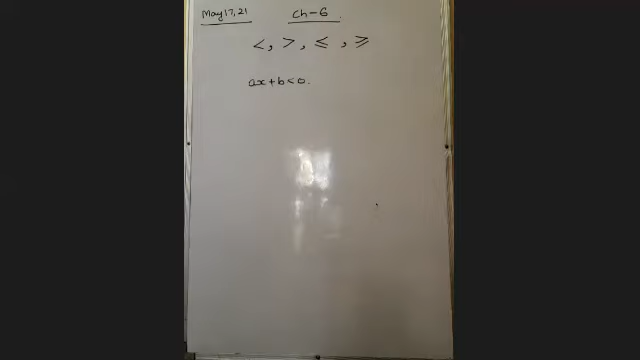 May 17, 21 Ch-6.
<, >, ≤, ≥
ax+b<0.